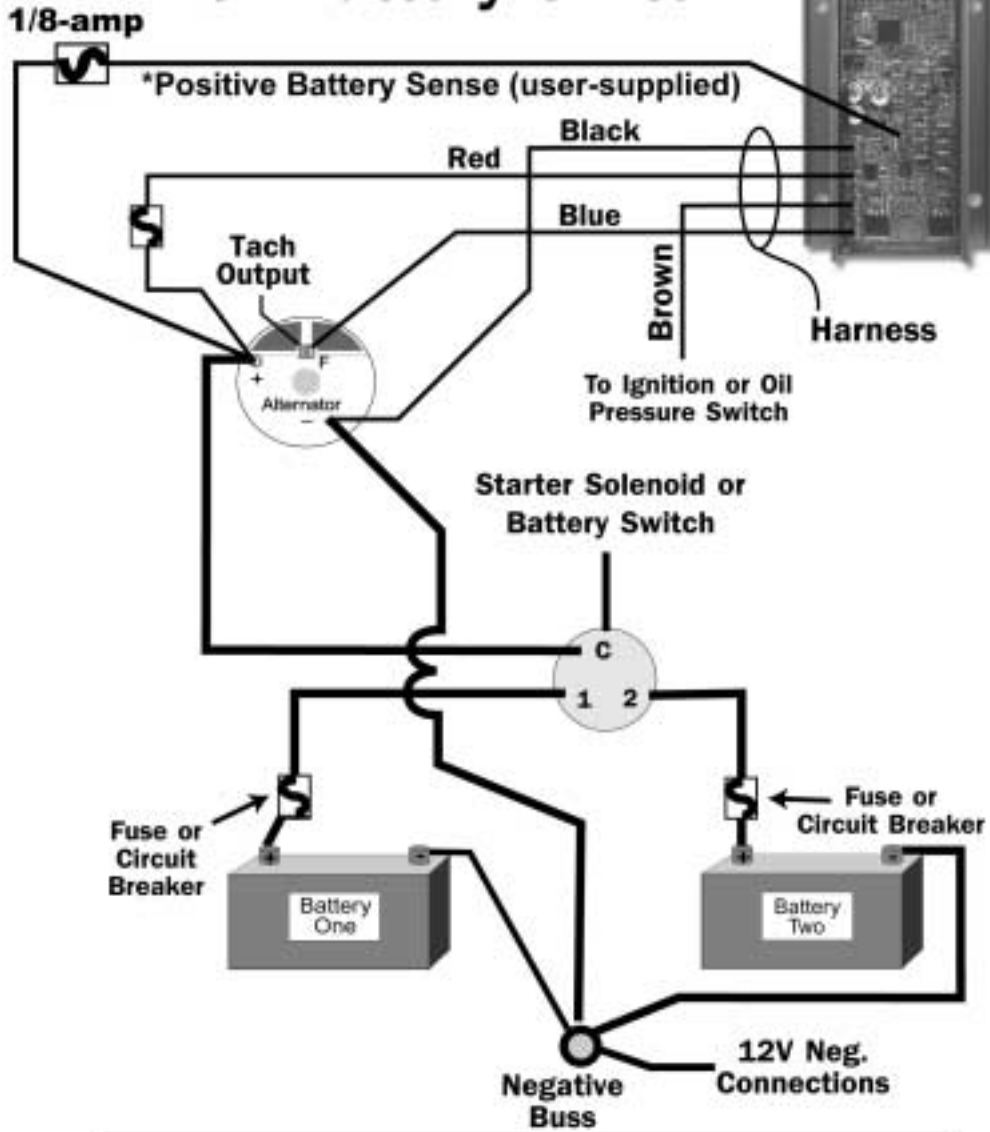 1/8-amp
*Positive Battery Sense (user-supplied)
Black
Red
Blue
Tach
Output
Brown
Harness
F
+
Alternator
–
To Ignition or Oil
Pressure Switch
Starter Solenoid or
Battery Switch
C
1 2
Fuse or
Circuit
Breaker
Fuse or
Circuit Breaker
+ -
+ -
Battery
One
Battery
Two
12V Neg.
Connections
Negative
Buss